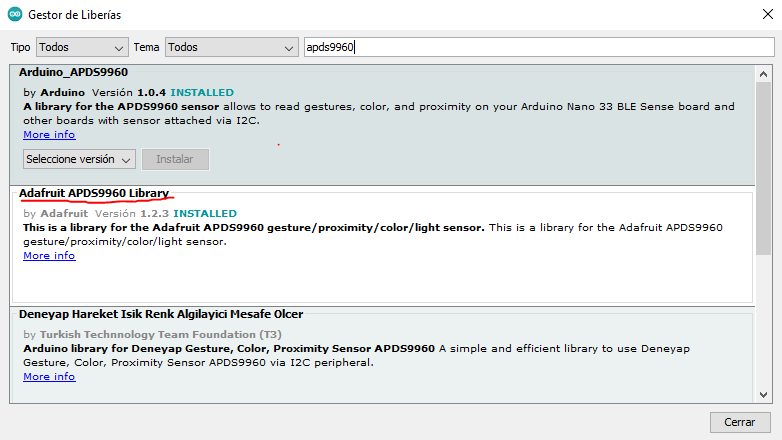 Gestor de Liberías
Tipo Todos Tema Todos apds9960
Arduino_APDS9960
by Arduino Versión 1.0.4 INSTALLED
A library for the APDS9960 sensor allows to read gestures, color, and proximity on your Arduino Nano 33 BLE Sense board and
other boards with sensor attached via I2C.
More info
Seleccione versión Instalar
Adafruit APDS9960 Library
by Adafruit Versión 1.2.3 INSTALLED
This is a library for the Adafruit APDS9960 gesture/proximity/color/light sensor. This is a library for the Adafruit APDS9960
gesture/proximity/color/light sensor.
More info
Deneyap Hareket Isik Renk Algilayici Mesafe Olcer
by Turkish Technnology Team Foundation (T3)
Arduino library for Deneyap Gesture, Color, Proximity Sensor APDS9960 A simple and efficient library to use Deneyap
Gesture, Color, Proximity Sensor APDS9960 via I2C peripheral.
More info
Cerrar